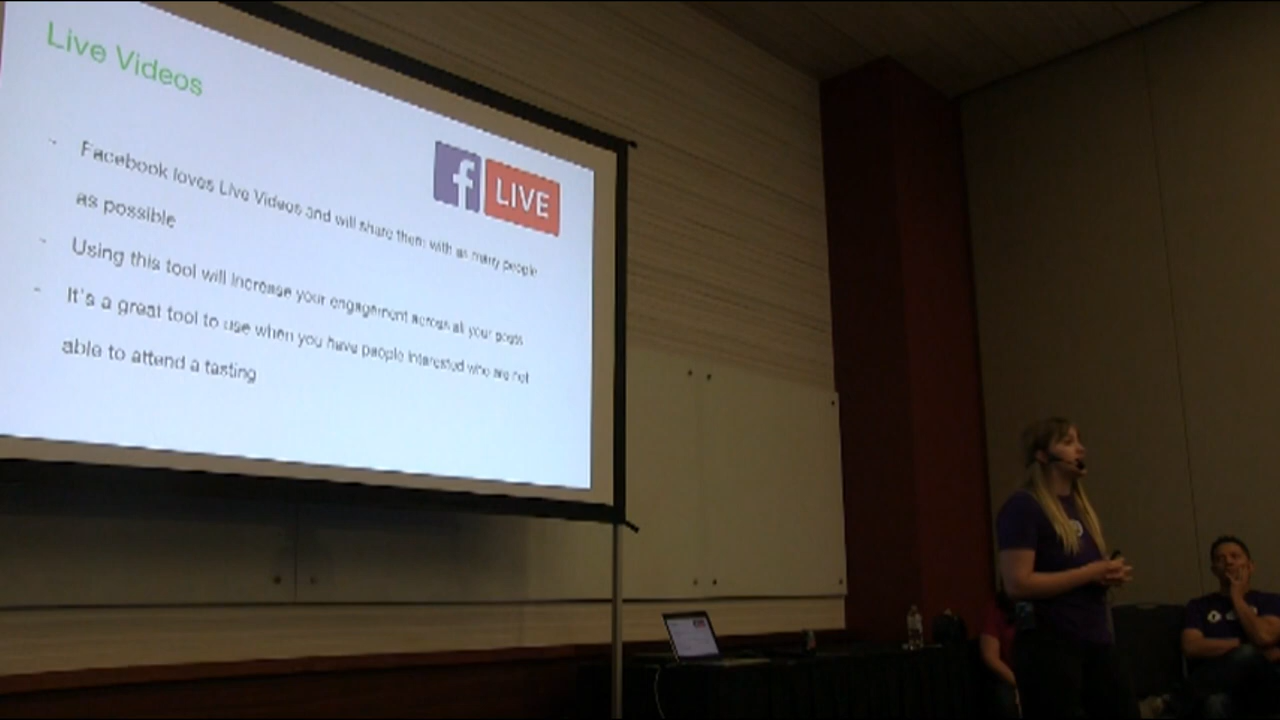 Live Videos
f LIVE
- Facebook loves Live Videos and will share them with as many people
as possible
- Using this tool will increase your engagement across all your posts
- It's a great tool to use when you have people interested who are not
able to attend a tasting